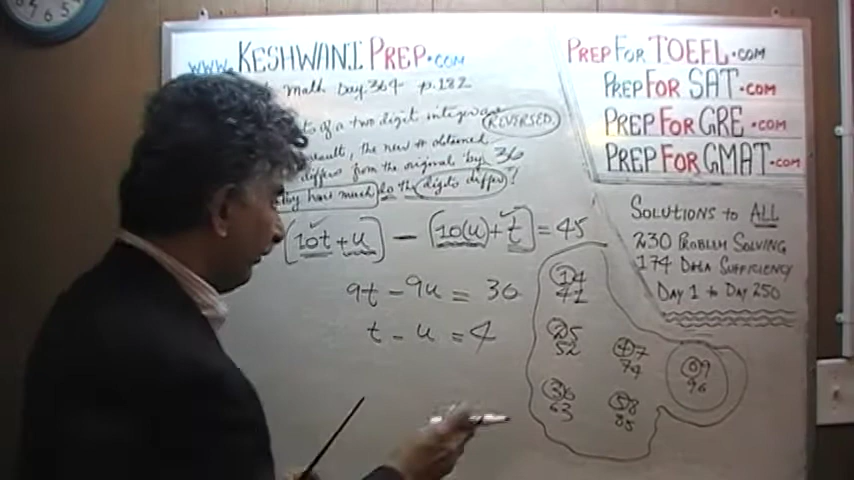 www. KESHWANI PREP.com
Math Day 364 p.182
of a two digit integer are REVERSED.
the new # obtained
differs from the original by 36
by how much do the digits differ?
[10t + u] − [10(u) + t] = 45
9t − 9u = 36
t − u = 4
14
41
25
52
36
63
47
74
58
85
69
96
PREP FOR TOEFL.com
PREP FOR SAT.com
PREP FOR GRE.com
PREP FOR GMAT.com
SOLUTIONS TO ALL
230 PROBLEM SOLVING
174 DATA SUFFICIENCY
DAY 1 to DAY 250